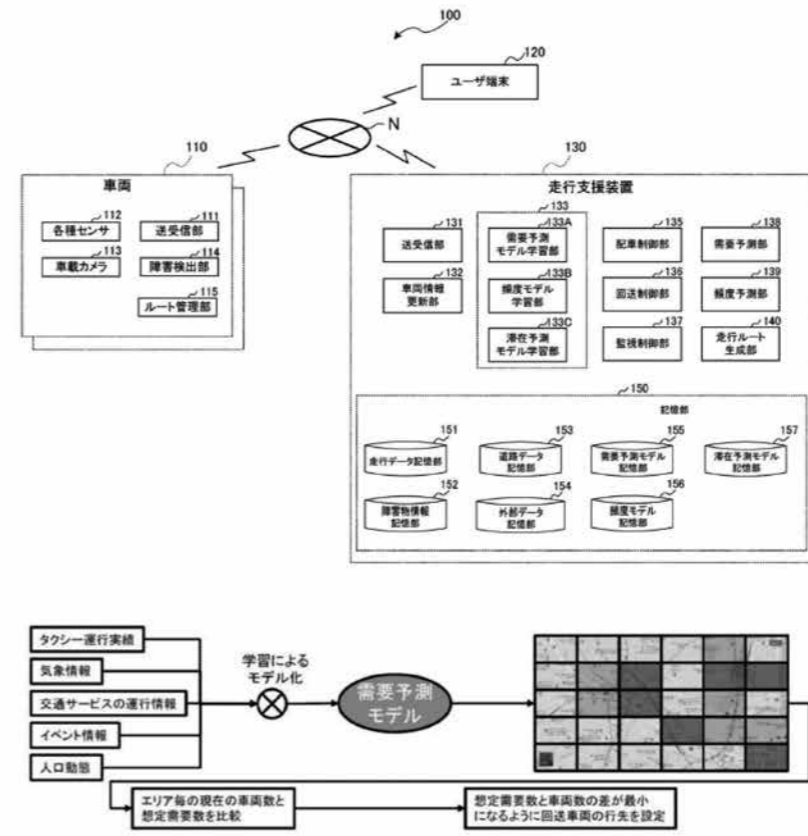 100
120
ユーザ端末
N
110
車両
112
各種センサ
111
送受信部
113
車載カメラ
114
障害検出部
115
ルート管理部
130
走行支援装置
131
送受信部
132
車両情報
更新部
133
133A
需要予測
モデル学習部
133B
頻度モデル
学習部
133C
滞在予測
モデル学習部
135
配車制御部
136
回送制御部
137
監視制御部
138
需要予測部
139
頻度予測部
140
走行ルート
生成部
150
記憶部
151
走行データ記憶部
153
道路データ
記憶部
155
需要予測モデル
記憶部
157
滞在予測モデル
記憶部
152
障害物情報
記憶部
154
外部データ
記憶部
156
頻度モデル
記憶部
タクシー運行実績
気象情報
交通サービスの運行情報
イベント情報
人口動態
学習による
モデル化
需要予測
モデル
エリア毎の現在の車両数と
想定需要数を比較
想定需要数と車両数の差が最小
になるように回送車両の行先を設定